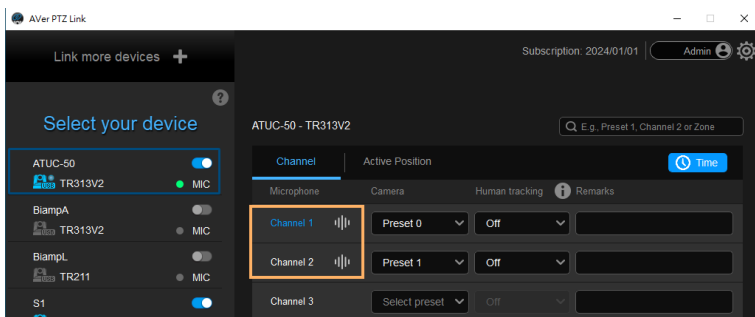 AVer PTZ Link
Link more devices
Subscription: 2024/01/01
Admin
?
Select your device
ATUC-50 - TR313V2
E.g., Preset 1, Channel 2 or Zone
ATUC-50
USB TR313V2
MIC
Channel
Active Position
Time
Microphone
Camera
Human tracking
i
Remarks
BiampA
USB TR313V2
MIC
Channel 1
Preset 0
Off
BiampL
USB TR211
MIC
Channel 2
Preset 1
Off
S1
Channel 3
Select preset
Off